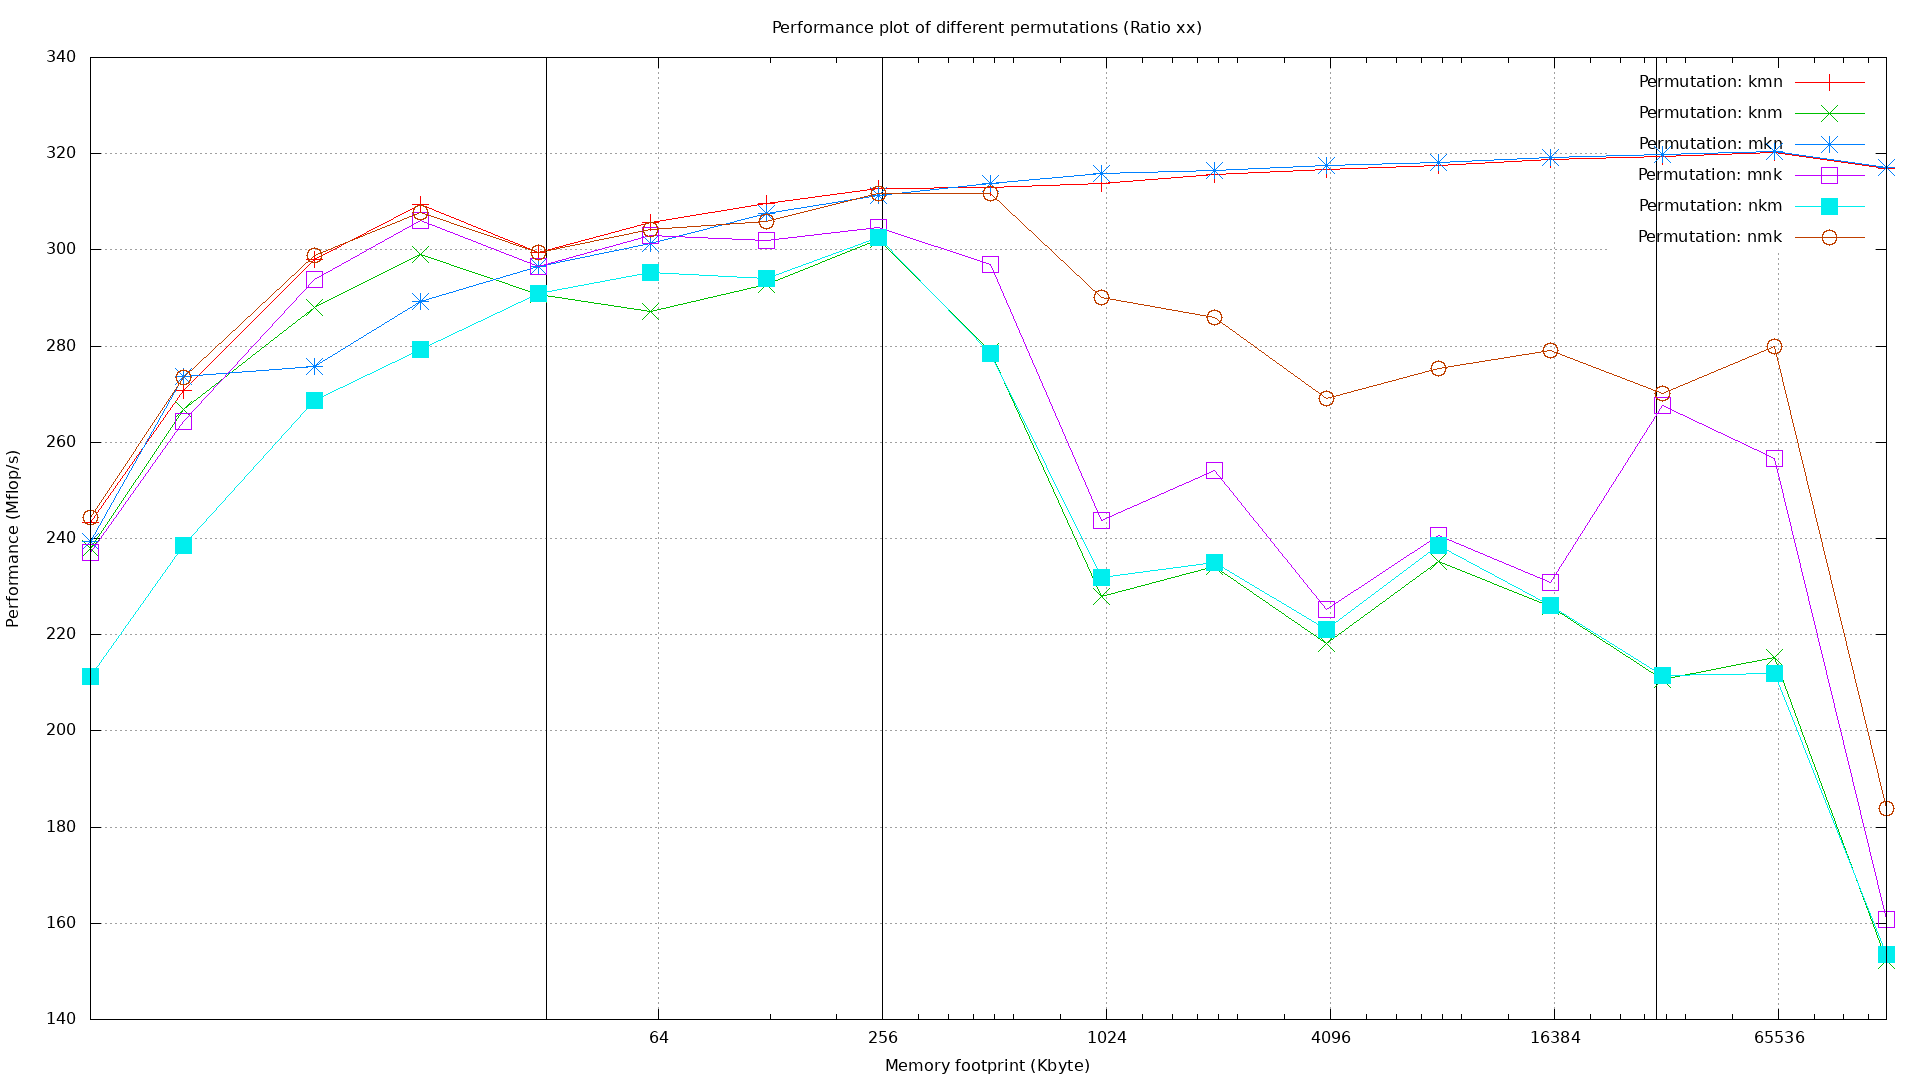 Performance plot of different permutations (Ratio xx)
340
320
300
280
260
240
220
200
180
160
140
Performance (Mflop/s)
Permutation: kmn
Permutation: knm
Permutation: mkn
Permutation: mnk
Permutation: nkm
Permutation: nmk
64
256
1024
4096
16384
65536
Memory footprint (Kbyte)